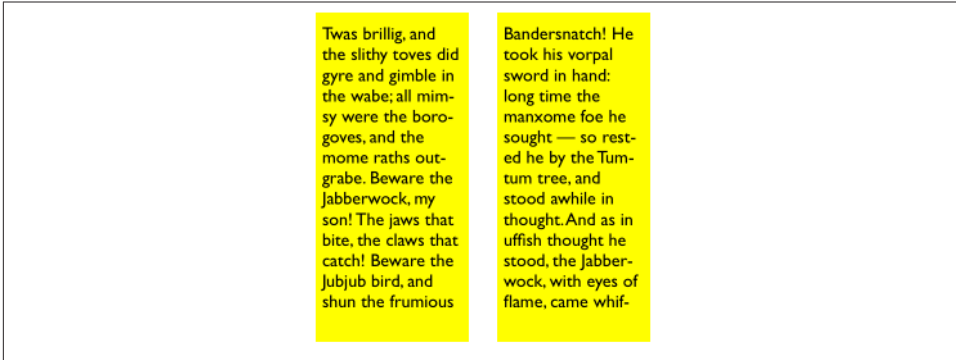 Twas brillig, and
the slithy toves did
gyre and gimble in
the wabe; all mim-
sy were the boro-
goves, and the
mome raths out-
grabe. Beware the
Jabberwock, my
son! The jaws that
bite, the claws that
catch! Beware the
Jubjub bird, and
shun the frumious
Bandersnatch! He
took his vorpal
sword in hand:
long time the
manxome foe he
sought — so rest-
ed he by the Tum-
tum tree, and
stood awhile in
thought. And as in
uffish thought he
stood, the Jabber-
wock, with eyes of
flame, came whif-